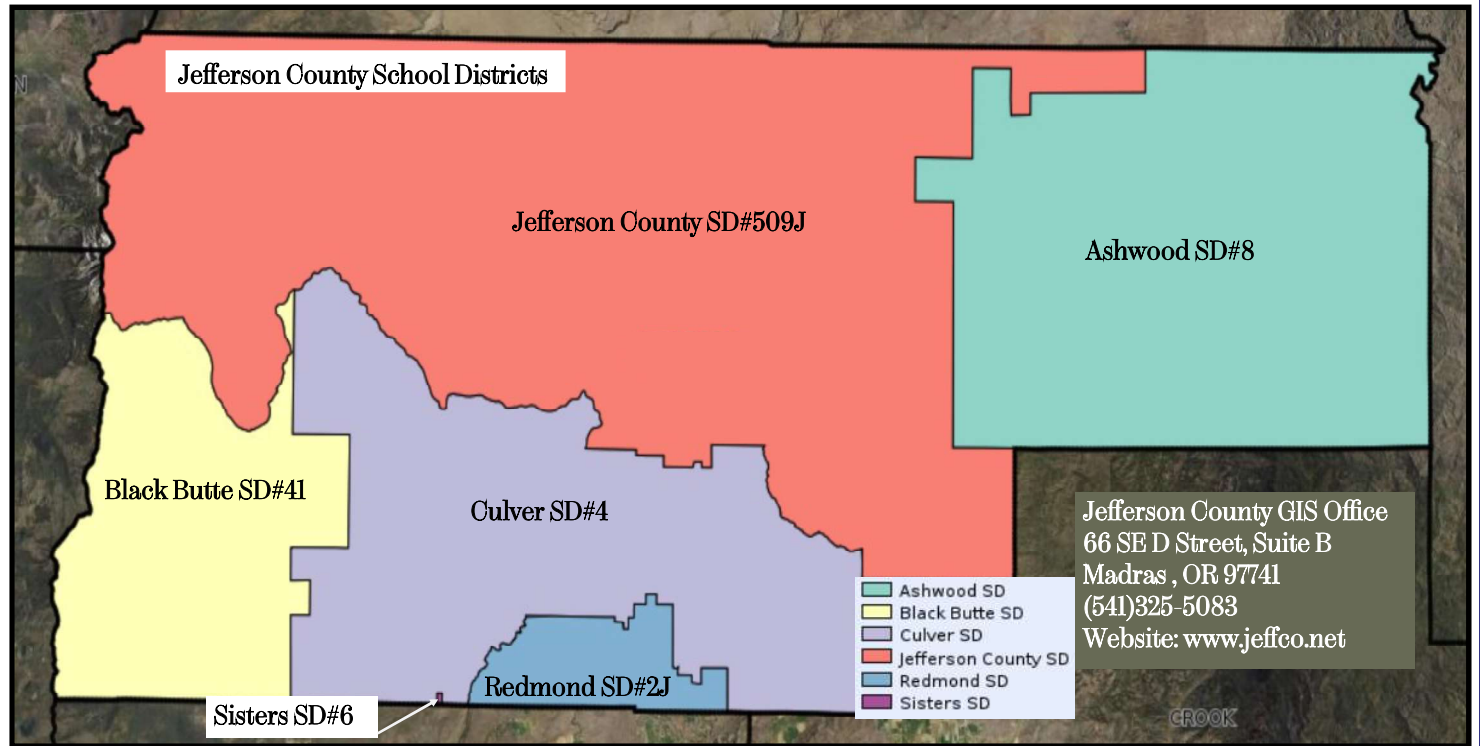 Jefferson County School Districts
Jefferson County SD#509J
Ashwood SD#8
Black Butte SD#41
Culver SD#4
Redmond SD#2J
Sisters SD#6
Ashwood SD
Black Butte SD
Culver SD
Jefferson County SD
Redmond SD
Sisters SD
Jefferson County GIS Office
66 SE D Street, Suite B
Madras , OR 97741
(541)325-5083
Website: www.jeffco.net
CROOK
N